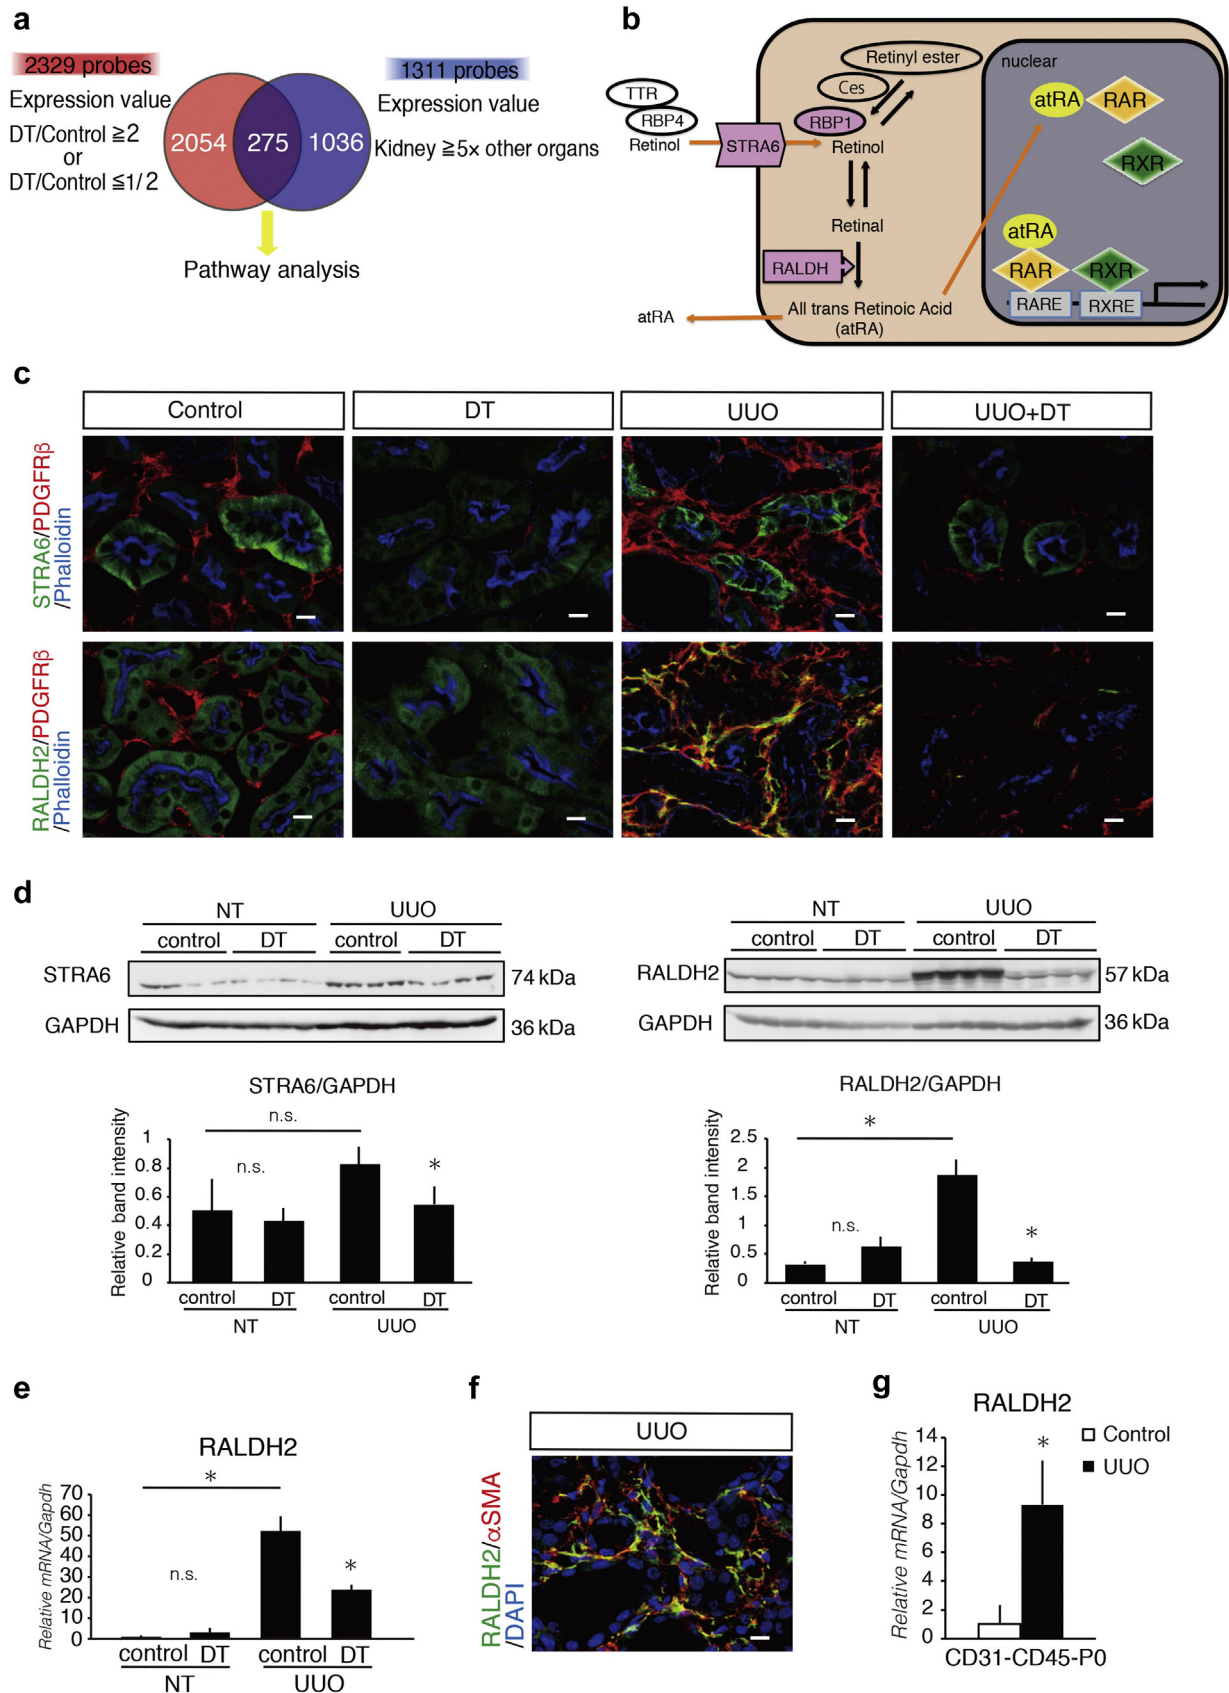 a
2329 probes
Expression value
DT/Control ≧2
or
DT/Control ≦1/2
2054
275
1036
1311 probes
Expression value
Kidney ≧5× other organs
Pathway analysis
b
TTR
RBP4
Retinol
STRA6
Retinyl ester
Ces
RBP1
Retinol
Retinal
RALDH
All trans Retinoic Acid
(atRA)
atRA
nuclear
atRA
RAR
RXR
atRA
RAR
RXR
RARE
RXRE
c
Control
DT
UUO
UUO+DT
STRA6/PDGFRβ
/Phalloidin
RALDH2/PDGFRβ
/Phalloidin
d
NT
UUO
control
DT
control
DT
STRA6
74 kDa
GAPDH
36 kDa
NT
UUO
control
DT
control
DT
RALDH2
57 kDa
GAPDH
36 kDa
STRA6/GAPDH
Relative band intensity
1
0.8
0.6
0.4
0.2
0
n.s.
n.s.
*
control
DT
control
DT
NT
UUO
RALDH2/GAPDH
Relative band intensity
2.5
2
1.5
1
0.5
0
*
n.s.
*
control
DT
control
DT
NT
UUO
e
RALDH2
Relative mRNA/Gapdh
70
60
50
40
30
20
10
0
*
n.s.
*
control
DT
control
DT
NT
UUO
f
UUO
RALDH2/αSMA
/DAPI
g
RALDH2
Relative mRNA/Gapdh
14
12
10
8
6
4
2
0
*
Control
UUO
CD31-CD45-P0